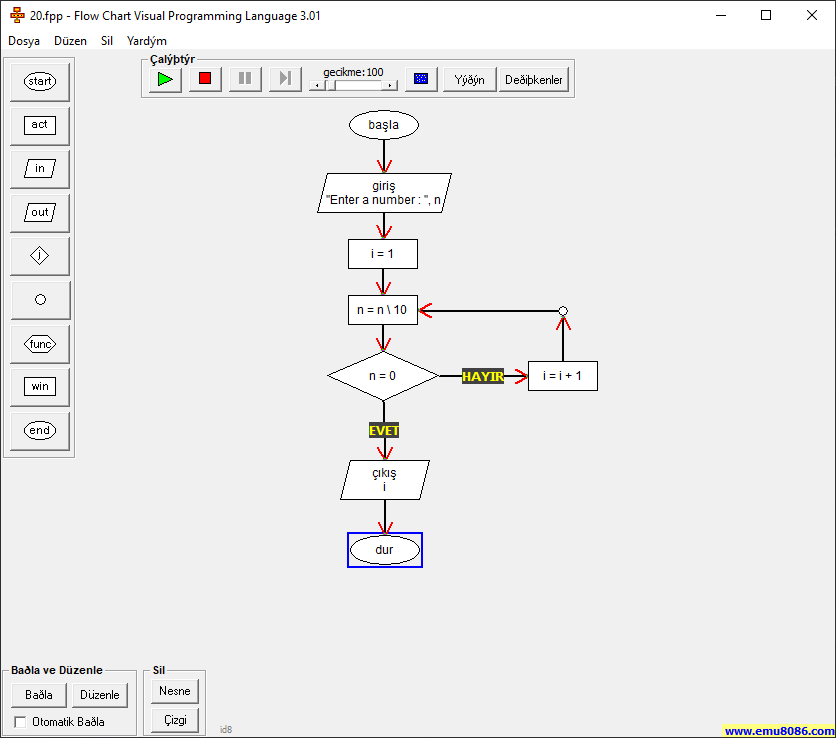 20.fpp - Flow Chart Visual Programming Language 3.01
Dosya Düzen Sil Yardým
Çalýþtýr
gecikme:100
Yýðýn
Deðiþkenler
start
act
in
out
i
func
win
end
başla
giriş
"Enter a number : ", n
i = 1
n = n \ 10
n = 0
HAYIR
i = i + 1
EVET
çıkış
i
dur
Baðla ve Düzenle
Baðla
Düzenle
Otomatik Baðla
Sil
Nesne
Çizgi
id8
www.emu8086.com